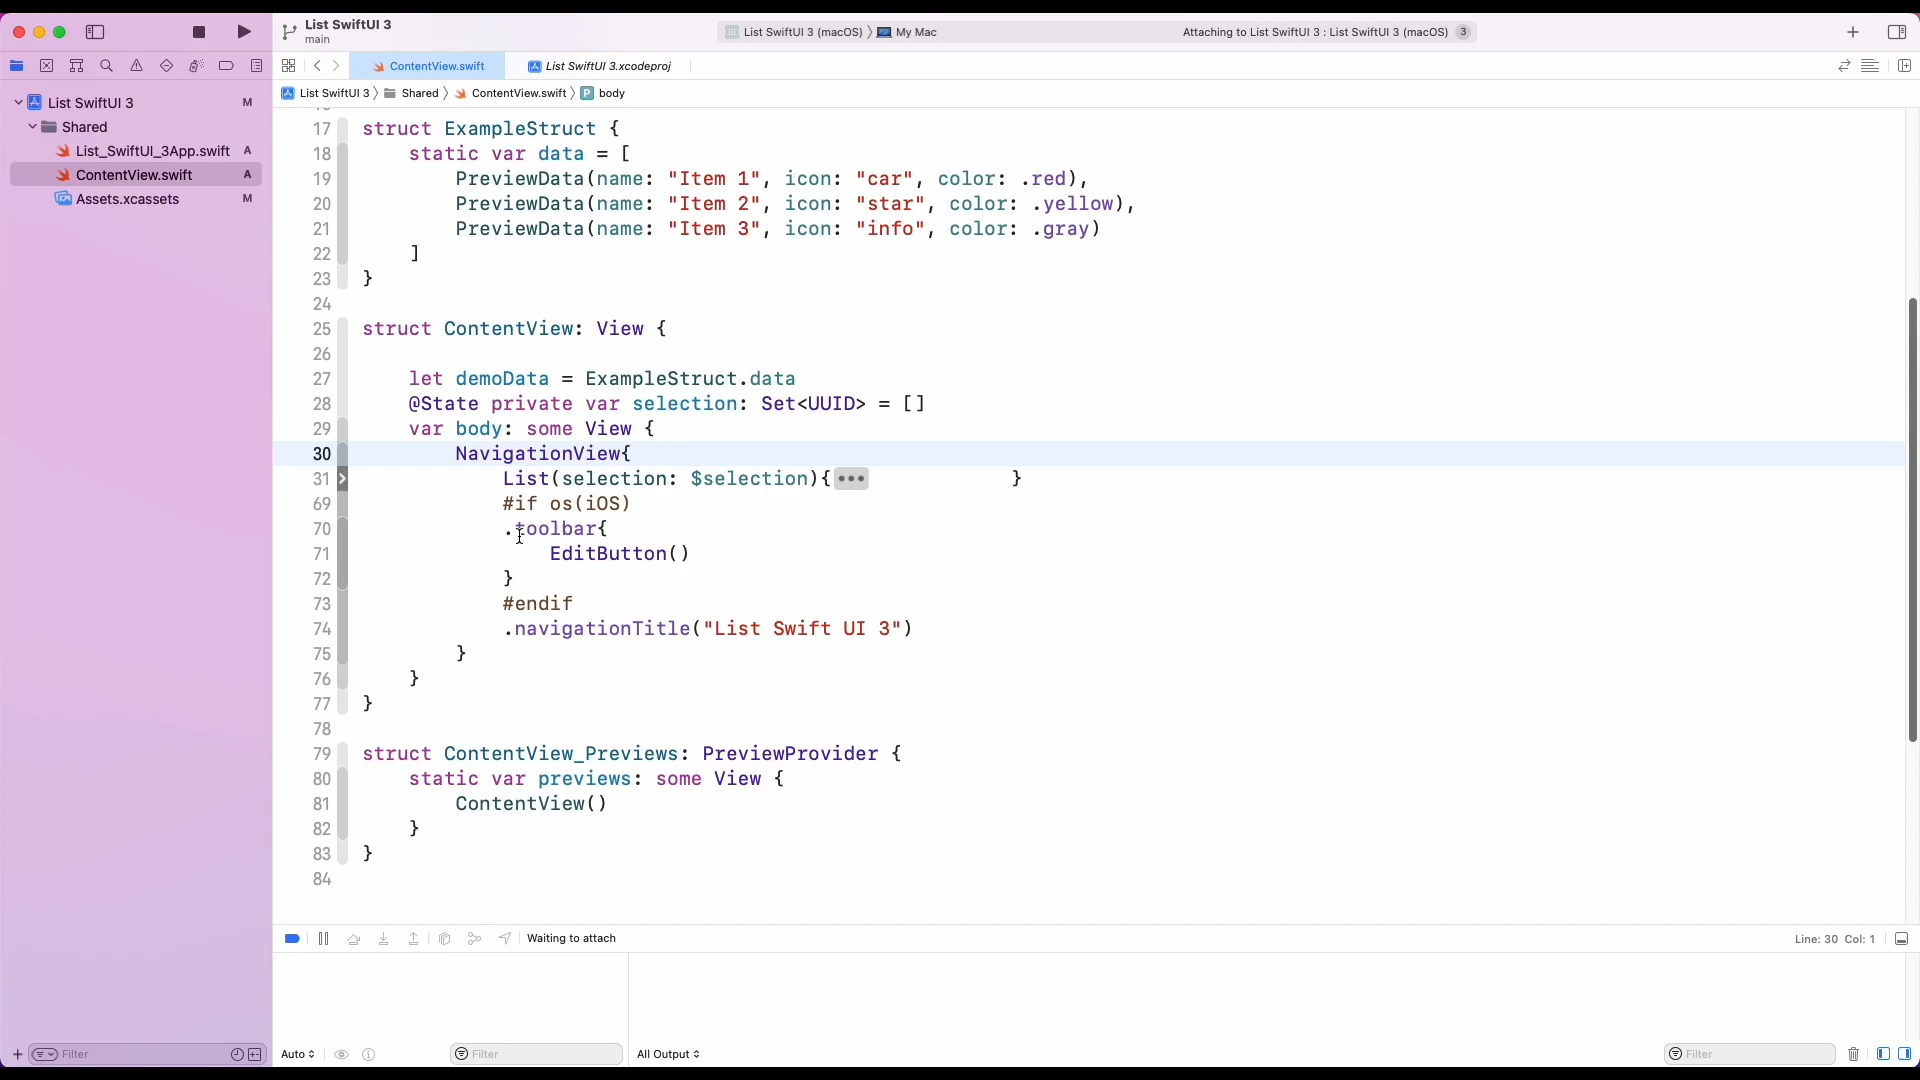 List SwiftUI 3
main
List SwiftUI 3 (macOS) 〉 My Mac
Attaching to List SwiftUI 3 : List SwiftUI 3 (macOS) 3
ContentView.swift
List SwiftUI 3.xcodeproj
List SwiftUI 3 〉 Shared 〉 ContentView.swift 〉 P body
List SwiftUI 3 M
Shared
List_SwiftUI_3App.swift A
ContentView.swift A
Assets.xcassets M
17 struct ExampleStruct {
18 static var data = [
19 PreviewData(name: "Item 1", icon: "car", color: .red),
20 PreviewData(name: "Item 2", icon: "star", color: .yellow),
21 PreviewData(name: "Item 3", icon: "info", color: .gray)
22 ]
23 }
24
25 struct ContentView: View {
26
27 let demoData = ExampleStruct.data
28 @State private var selection: Set<UUID> = []
29 var body: some View {
30 NavigationView{
31 List(selection: $selection){••• }
69 #if os(iOS)
70 .toolbar{
71 EditButton()
72 }
73 #endif
74 .navigationTitle("List Swift UI 3")
75 }
76 }
77 }
78
79 struct ContentView_Previews: PreviewProvider {
80 static var previews: some View {
81 ContentView()
82 }
83 }
84
Waiting to attach
Line: 30 Col: 1
Filter
Auto
Filter
All Output
Filter